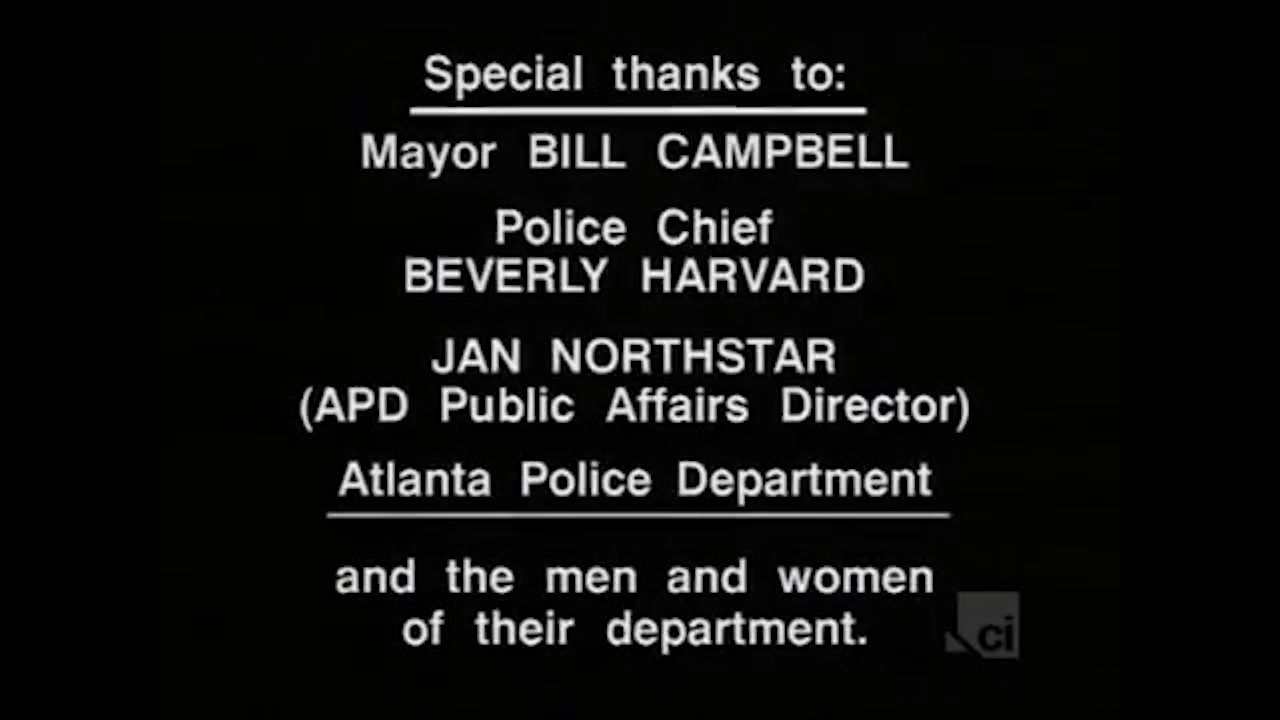 Special thanks to:
Mayor BILL CAMPBELL
Police Chief
BEVERLY HARVARD
JAN NORTHSTAR
(APD Public Affairs Director)
Atlanta Police Department
and the men and women
of their department.
ci